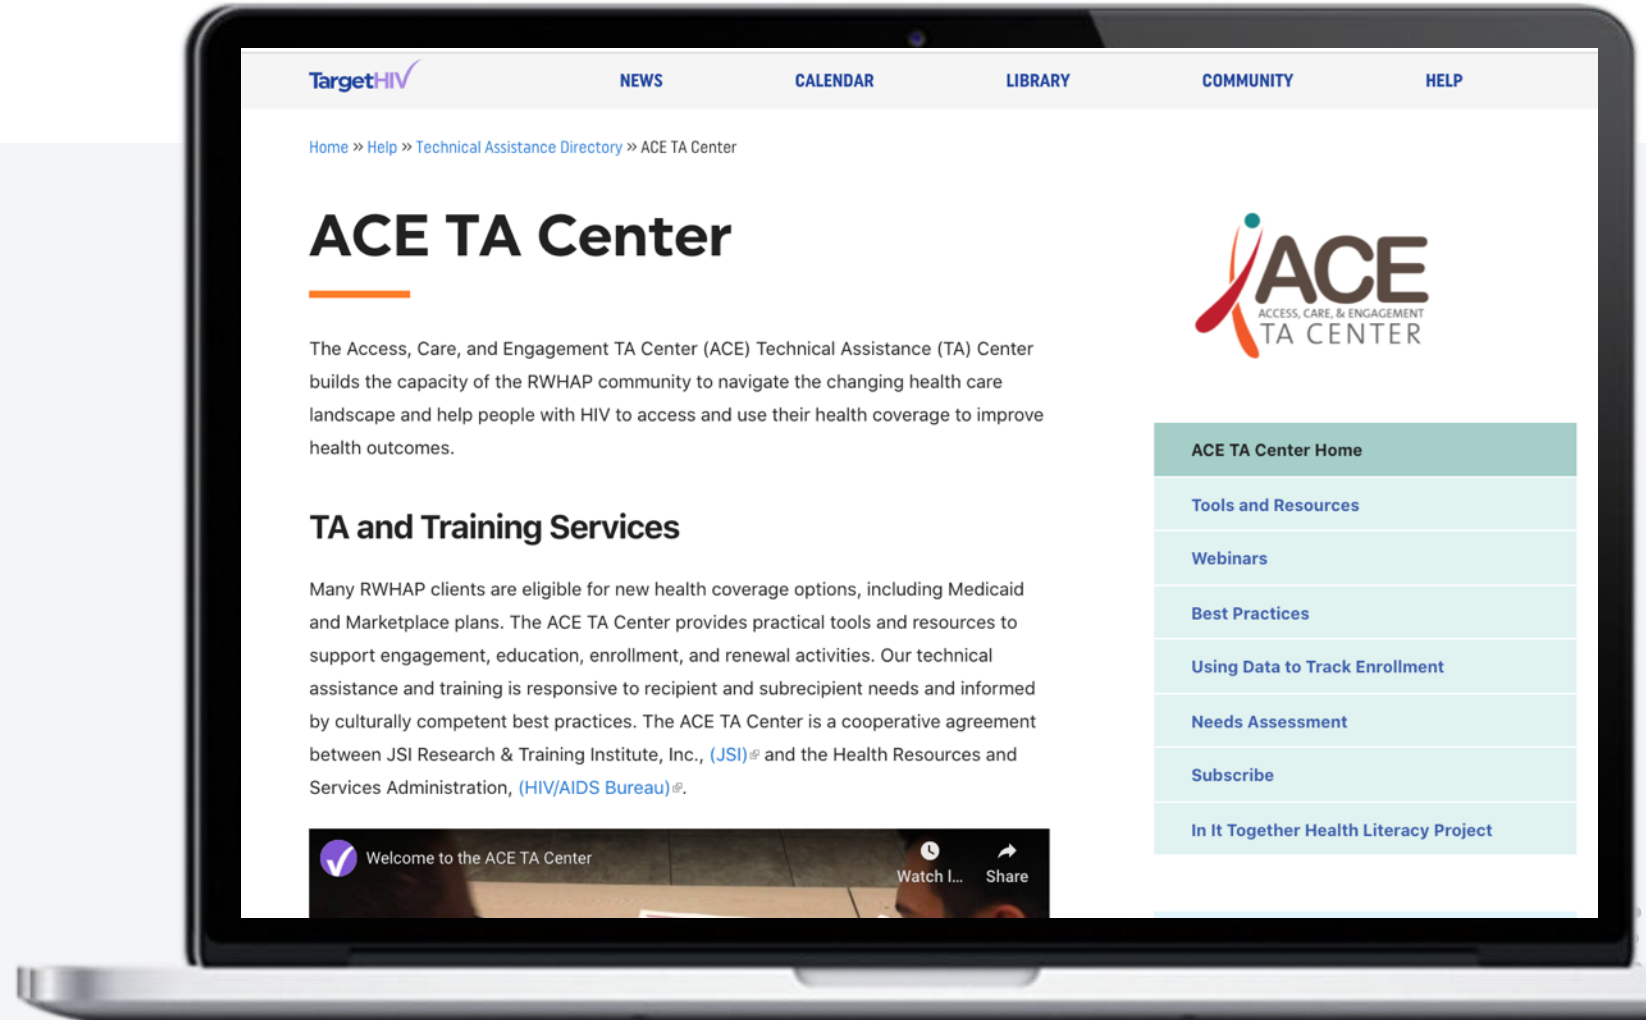 TargetHIV
NEWS
CALENDAR
LIBRARY
COMMUNITY
HELP
Home » Help » Technical Assistance Directory » ACE TA Center
ACE TA Center
The Access, Care, and Engagement TA Center (ACE) Technical Assistance (TA) Center
builds the capacity of the RWHAP community to navigate the changing health care
landscape and help people with HIV to access and use their health coverage to improve
health outcomes.
TA and Training Services
Many RWHAP clients are eligible for new health coverage options, including Medicaid
and Marketplace plans. The ACE TA Center provides practical tools and resources to
support engagement, education, enrollment, and renewal activities. Our technical
assistance and training is responsive to recipient and subrecipient needs and informed
by culturally competent best practices. The ACE TA Center is a cooperative agreement
between JSI Research & Training Institute, Inc., (JSI) and the Health Resources and
Services Administration, (HIV/AIDS Bureau).
Welcome to the ACE TA Center
Watch l...
Share
ACE
ACCESS, CARE, & ENGAGEMENT
TA CENTER
ACE TA Center Home
Tools and Resources
Webinars
Best Practices
Using Data to Track Enrollment
Needs Assessment
Subscribe
In It Together Health Literacy Project